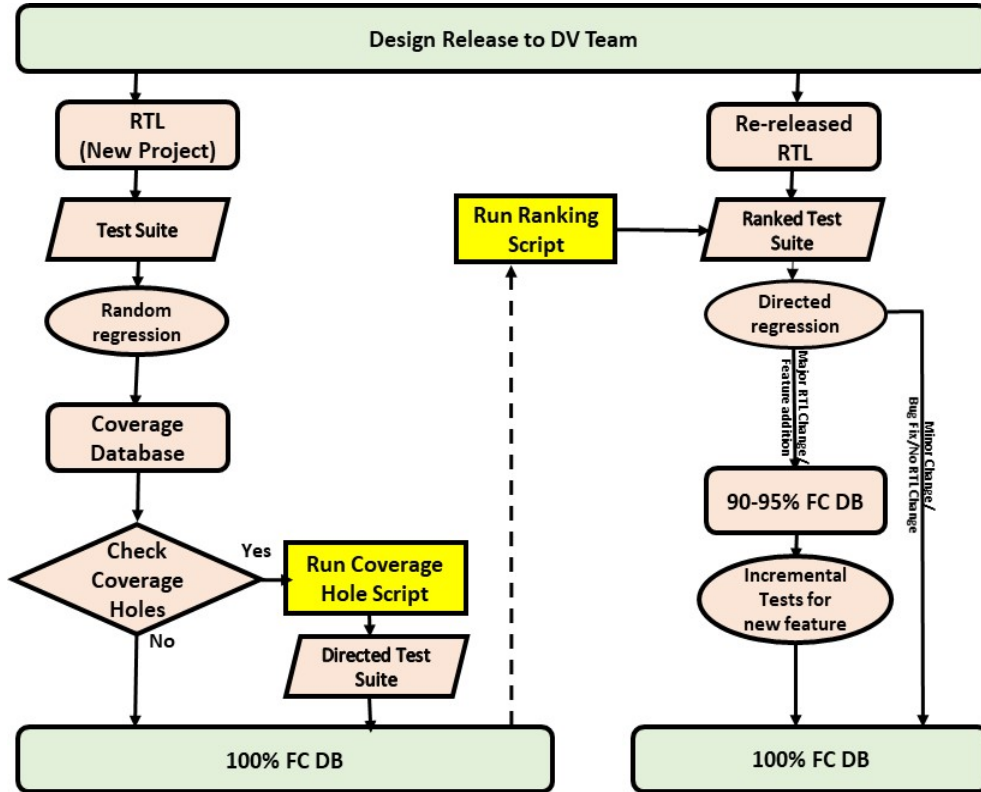 Design Release to DV Team
RTL
(New Project)
Test Suite
Random
regression
Coverage
Database
Check
Coverage
Holes
Yes
No
Run Coverage
Hole Script
Directed Test
Suite
100% FC DB
Run Ranking
Script
Re-released
RTL
Ranked Test
Suite
Directed
regression
Major RTL Change/
Feature addition
Minor Change/
Bug Fix/No RTL Change
90-95% FC DB
Incremental
Tests for
new feature
100% FC DB